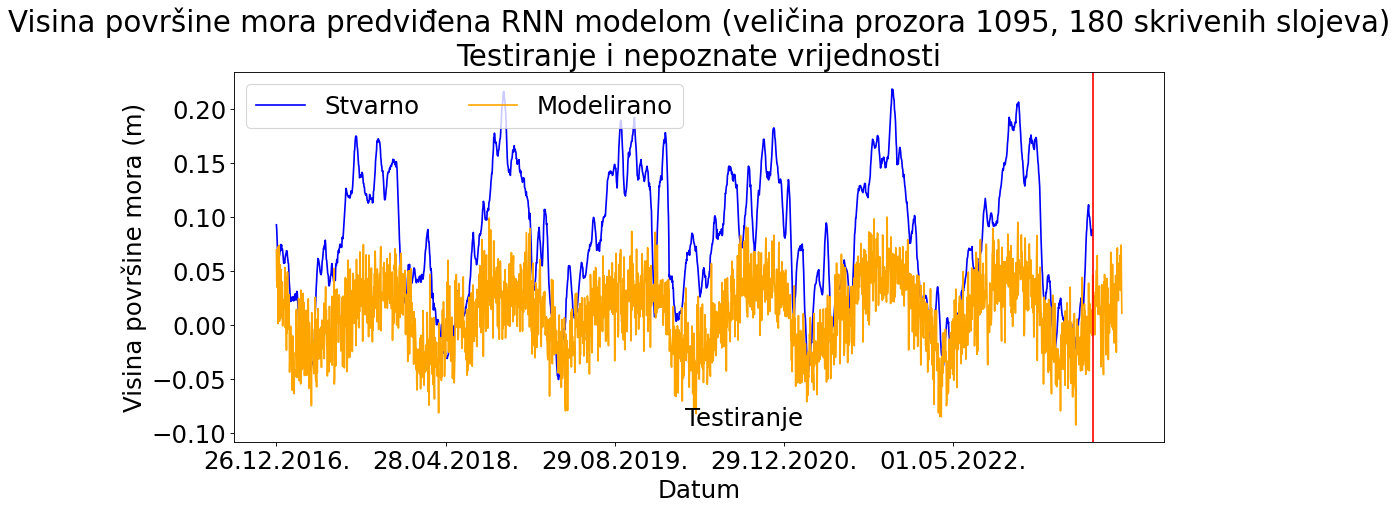 Visina površine mora predviđena RNN modelom (veličina prozora 1095, 180 skrivenih slojeva)
Testiranje i nepoznate vrijednosti
Stvarno Modelirano
Visina površine mora (m)
0.20
0.15
0.10
0.05
0.00
−0.05
−0.10
Testiranje
26.12.2016. 28.04.2018. 29.08.2019. 29.12.2020. 01.05.2022.
Datum